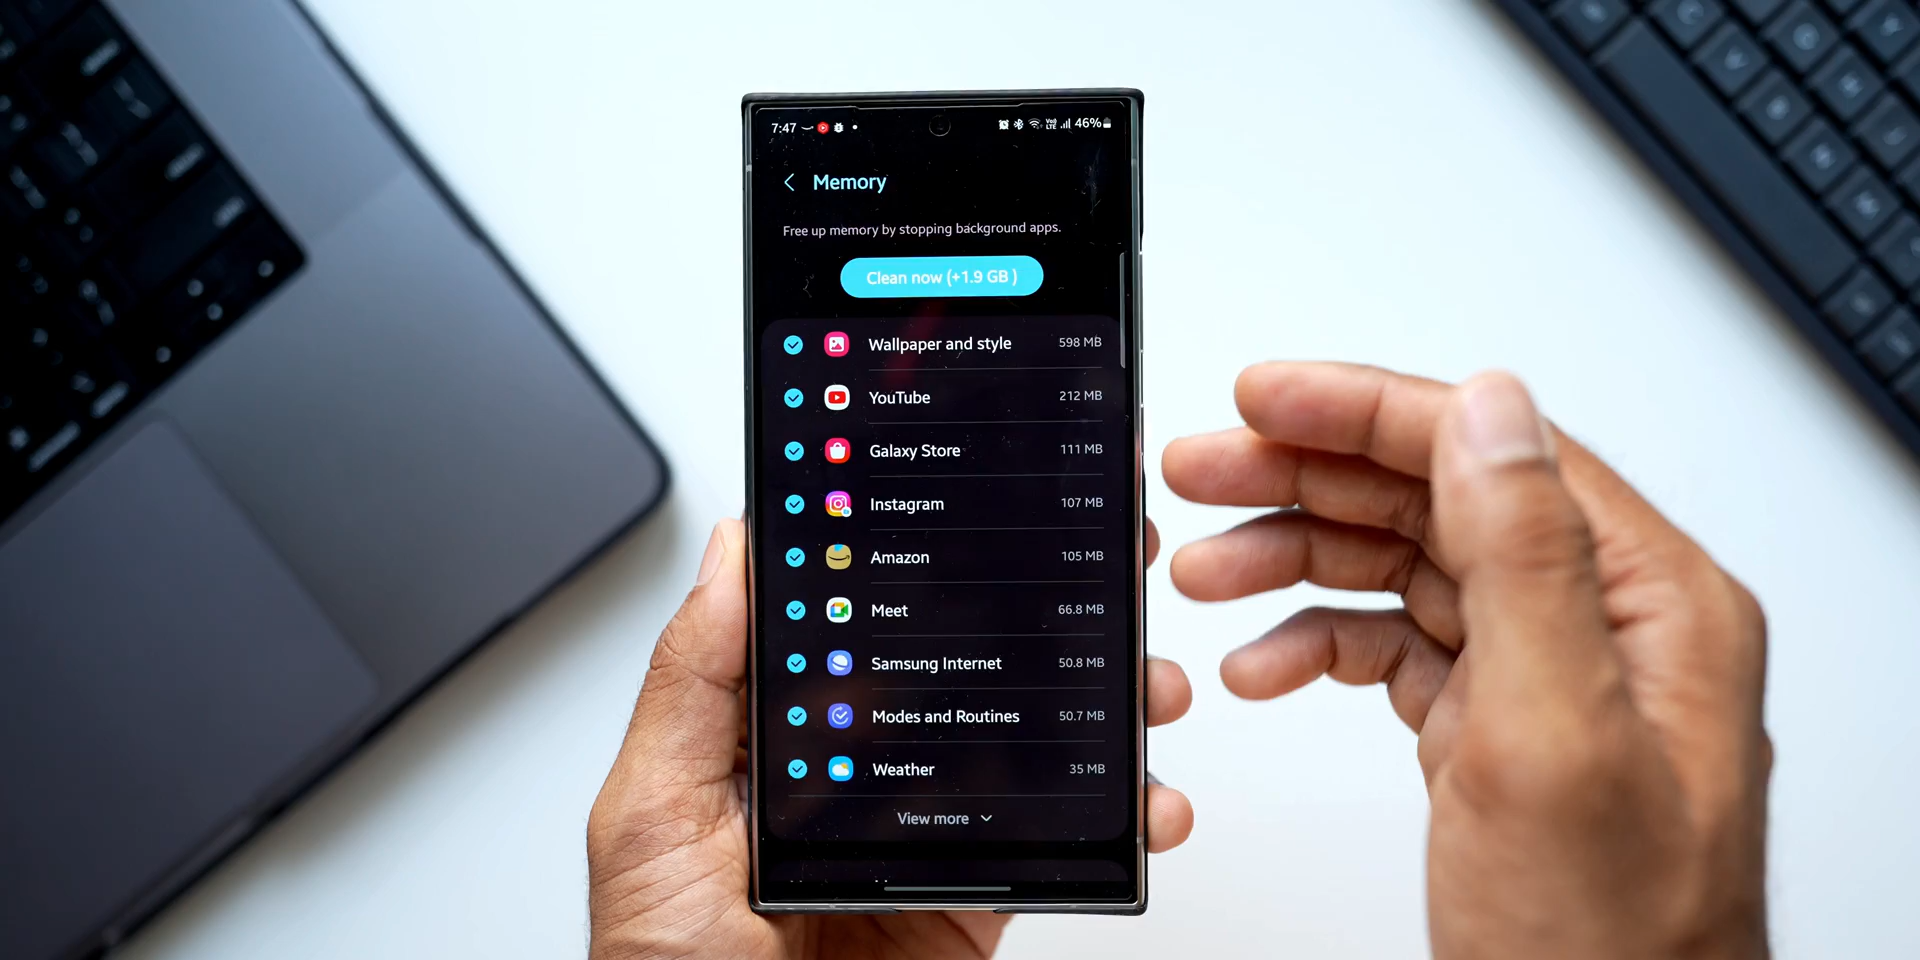 7:47
VoD LTE 46%
Memory
Free up memory by stopping background apps.
Clean now (+1.9 GB )
Wallpaper and style 598 MB
YouTube 212 MB
Galaxy Store 111 MB
Instagram 107 MB
Amazon 105 MB
Meet 66.8 MB
Samsung Internet 50.8 MB
Modes and Routines 50.7 MB
Weather 35 MB
View more